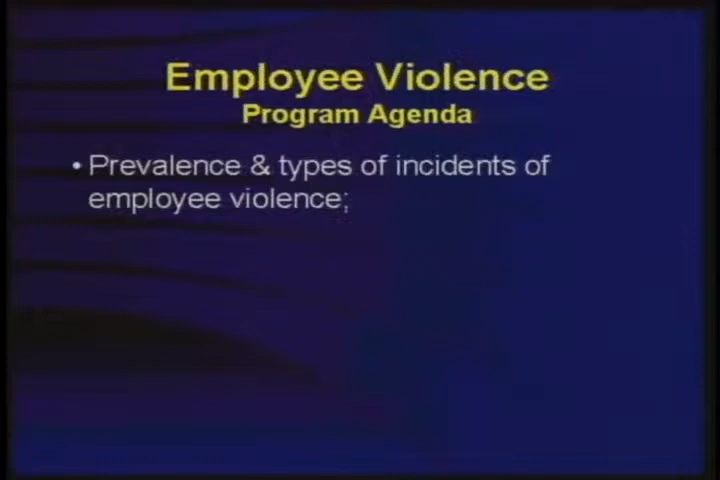 Employee Violence
Program Agenda
• Prevalence & types of incidents of
employee violence;